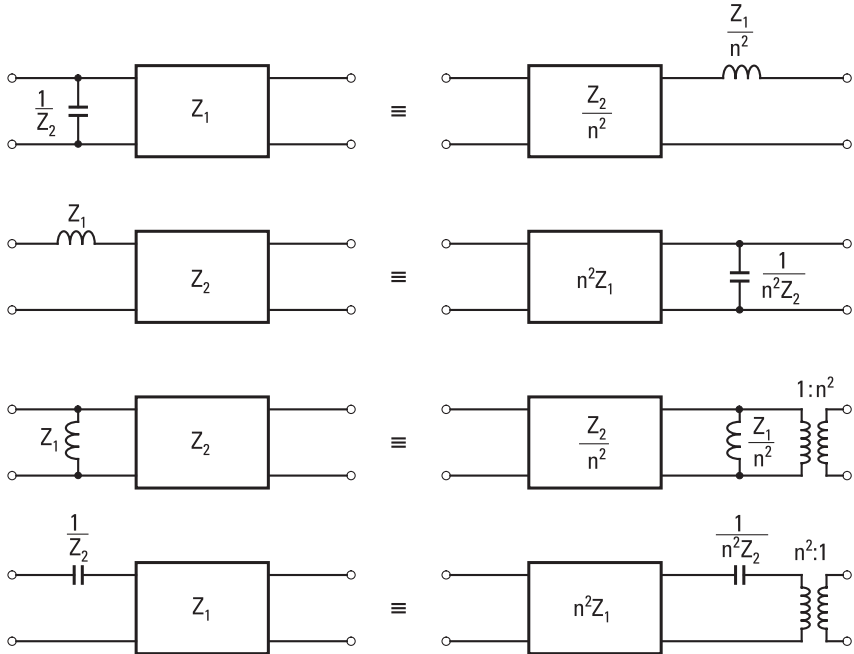 1
Z₂
Z₁
≡
Z₂
n²
Z₁
n²
Z₁
Z₂
≡
n²Z₁
1
n²Z₂
Z₁
Z₂
≡
Z₂
n²
Z₁
n²
1:n²
1
Z₂
Z₁
≡
n²Z₁
1
n²Z₂
n²:1